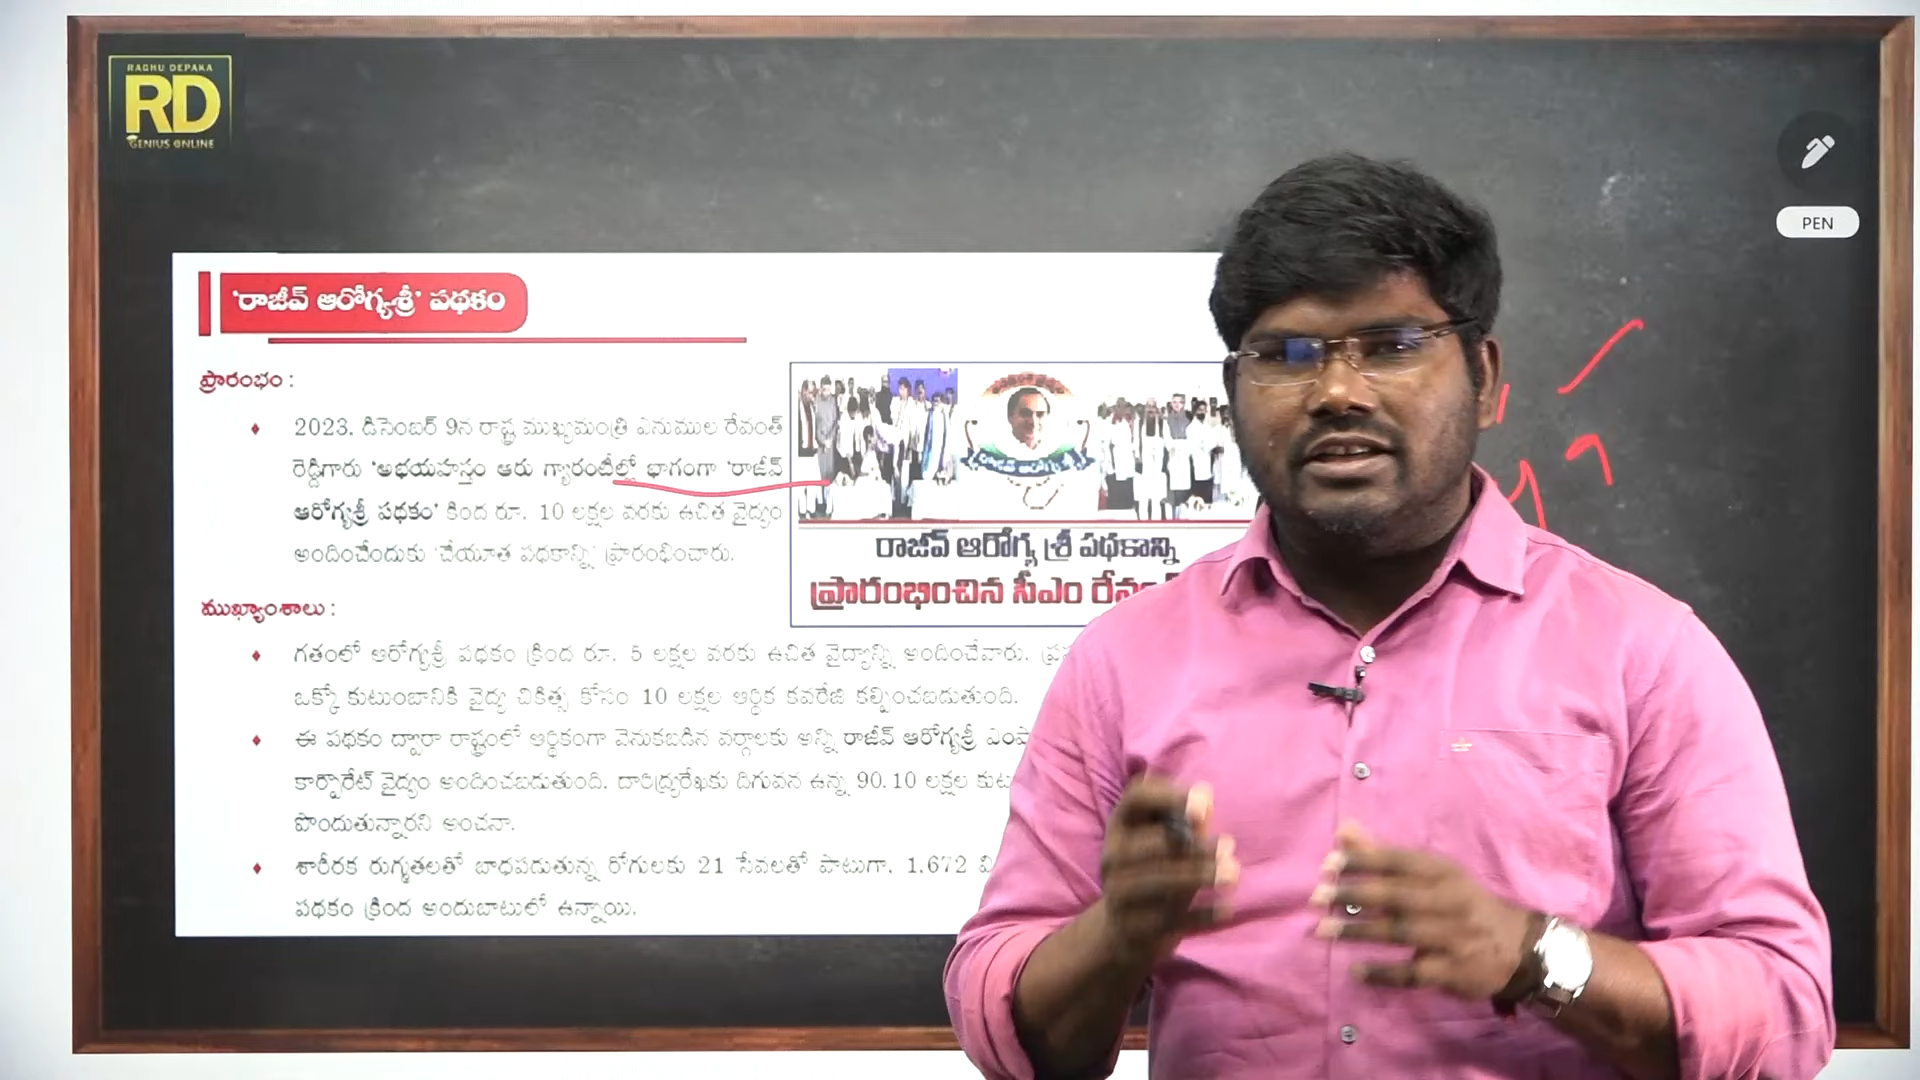 RAGHU DEPAKA
RD
GENIUS ONLINE
PEN
'రాజీవ్ ఆరోగ్యశ్రీ' పథకం
ప్రారంభం :
2023, డిసెంబర్ 9న రాష్ట్ర ముఖ్యమంత్రి ఎనుముల రేవంత్
రెడ్డిగారు 'అభయహస్తం ఆరు గ్యారంటీల్లో భాగంగా 'రాజీవ్
ఆరోగ్యశ్రీ పథకం' కింద రూ. 10 లక్షల వరకు ఉచిత వైద్యం
అందించేందుకు 'చేయూత పథకాన్ని' ప్రారంభించారు.
రాజీవ్ ఆరోగ్య శ్రీ పథకాన్ని
ప్రారంభించిన సీఎం
ముఖ్యాంశాలు :
గతంలో ఆరోగ్యశ్రీ పథకం క్రింద రూ. 5 లక్షల వరకు ఉచిత వైద్యాన్ని అందించేవారు.
ఒక్కో కుటుంబానికి వైద్య చికిత్స కోసం 10 లక్షల ఆర్థిక కవరేజి కల్పించబడుతుంది.
ఈ పథకం ద్వారా రాష్ట్రంలో ఆర్థికంగా వెనుకబడిన వర్గాలకు అన్ని రాజీవ్ ఆరోగ్యశ్రీ
కార్పొరేట్ వైద్యం అందించబడుతుంది. దారిద్ర్యరేఖకు దిగువన ఉన్న 90.10 లక్షల
పొందుతున్నారని అంచనా.
శారీరక రుగ్మతలతో బాధపడుతున్న రోగులకు 21 సేవలతో పాటుగా, 1,672
పథకం క్రింద అందుబాటులో ఉన్నాయి.